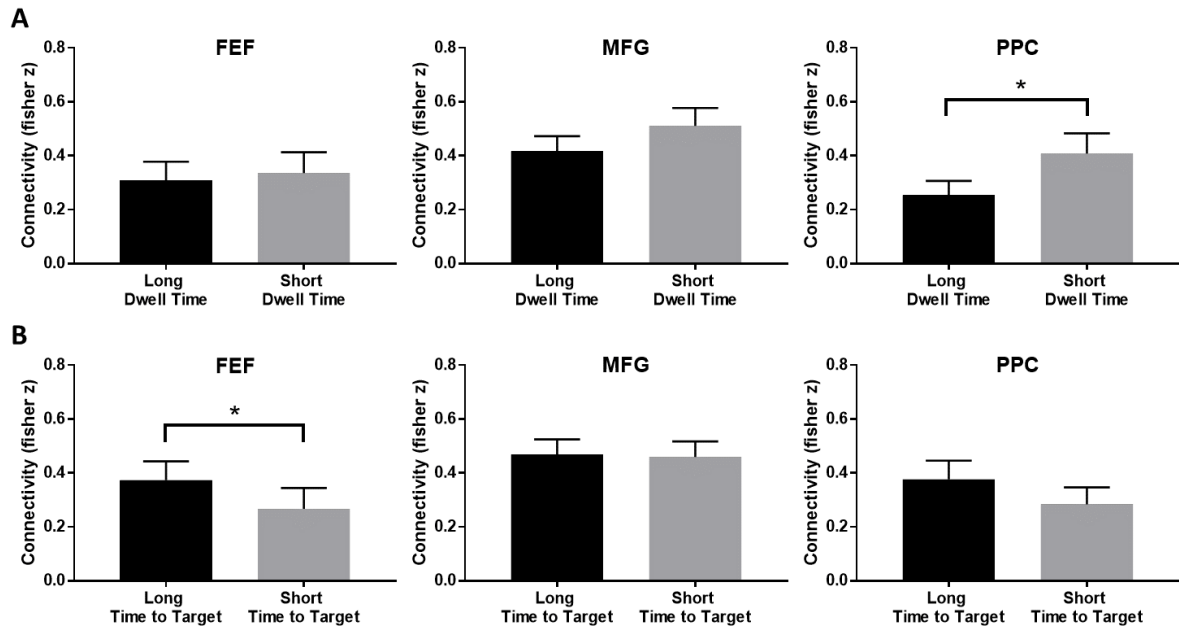 A
FEF
Connectivity (fisher z)
0.8
0.6
0.4
0.2
0.0
Long
Dwell Time
Short
Dwell Time
MFG
Connectivity (fisher z)
0.8
0.6
0.4
0.2
0.0
Long
Dwell Time
Short
Dwell Time
PPC
Connectivity (fisher z)
0.8
0.6
0.4
0.2
0.0
*
Long
Dwell Time
Short
Dwell Time
B
FEF
Connectivity (fisher z)
0.8
0.6
0.4
0.2
0.0
*
Long
Time to Target
Short
Time to Target
MFG
Connectivity (fisher z)
0.8
0.6
0.4
0.2
0.0
Long
Time to Target
Short
Time to Target
PPC
Connectivity (fisher z)
0.8
0.6
0.4
0.2
0.0
Long
Time to Target
Short
Time to Target